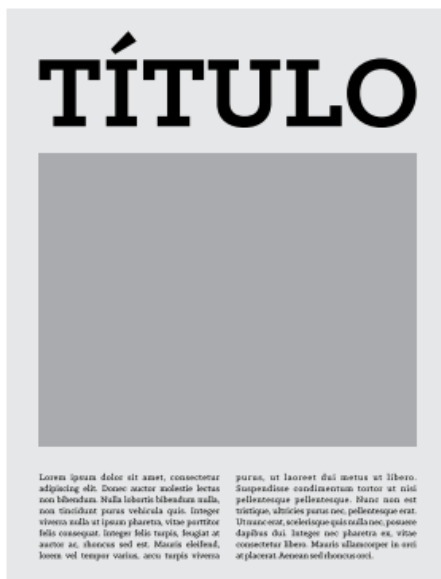 TÍTULO
Lorem ipsum dolor sit amet, consectetur
adipiscing elit. Donec auctor molestie lectus
non bibendum. Nulla lobortis bibendum nulla,
non tincidunt purus vehicula quis. Integer
viverra nulla ut ipsum pharetra, vitae porttitor
felis consequat. Integer felis turpis, feugiat at
auctor ac, rhoncus sed est. Mauris eleifend,
lorem vel tempor varius, arcu turpis viverra
purus, ut laoreet dui metus ut libero.
Suspendisse condimentum tortor ut nisi
pellentesque pellentesque. Nunc non est
tristique, ultricies purus nec, pellentesque erat.
Ut nunc erat, scelerisque quis nulla nec, posuere
dapibus dui. Integer nec pharetra ex, vitae
consectetur libero. Mauris ullamcorper in orci
at placerat. Aenean sed rhoncus orci.